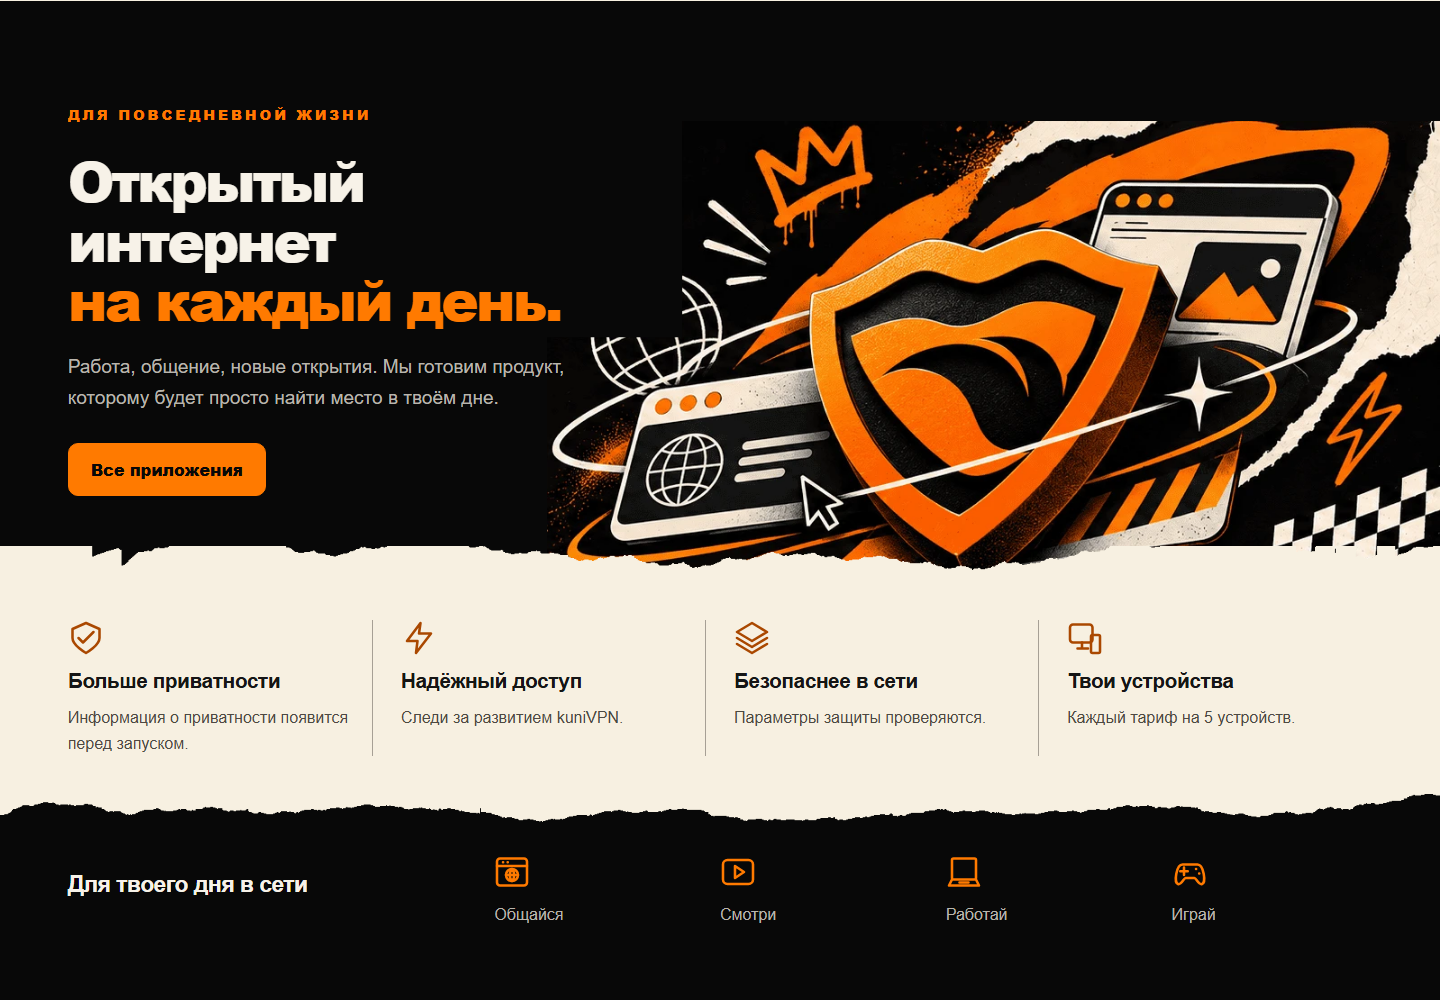 ДЛЯ ПОВСЕДНЕВНОЙ ЖИЗНИ
Открытый
интернет
на каждый день.
Работа, общение, новые открытия. Мы готовим продукт,
которому будет просто найти место в твоём дне.
Все приложения
Больше приватности
Информация о приватности появится
перед запуском.
Надёжный доступ
Следи за развитием kuniVPN.
Безопаснее в сети
Параметры защиты проверяются.
Твои устройства
Каждый тариф на 5 устройств.
Для твоего дня в сети
Общайся
Смотри
Работай
Играй